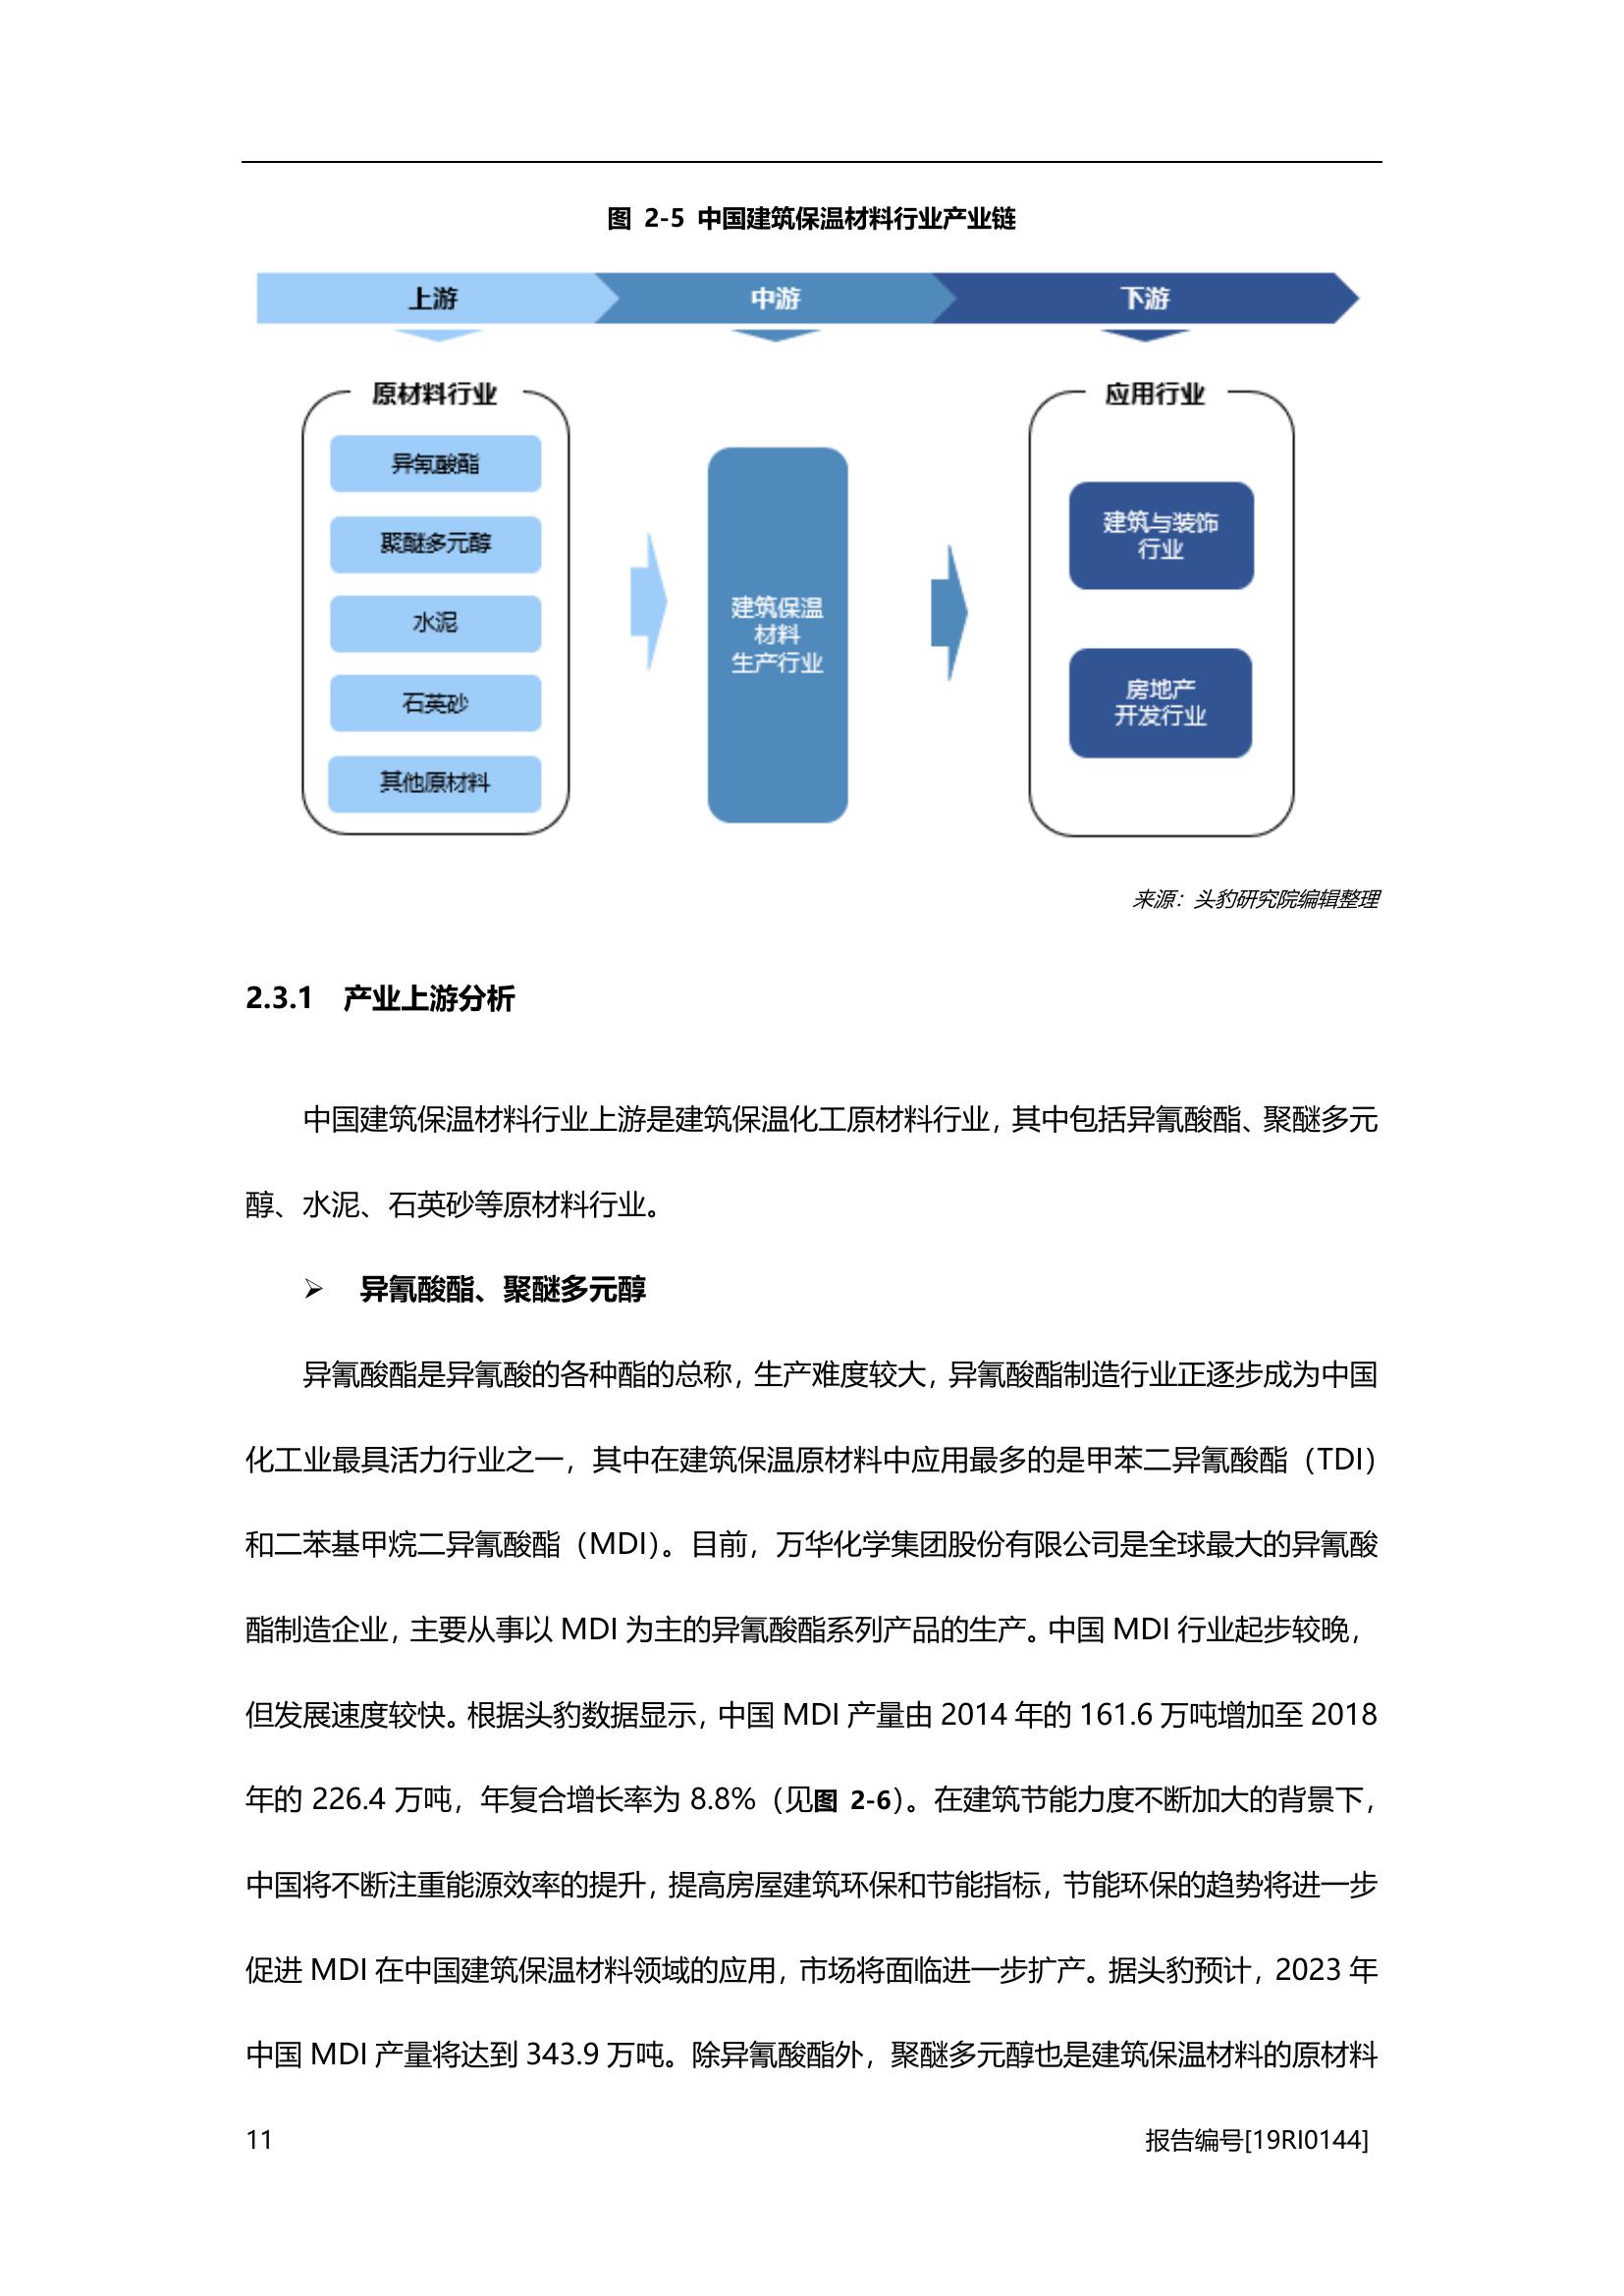 图 2-5 中国建筑保温材料行业产业链
上游
中游
下游
原材料行业
异氰酸酯
聚醚多元醇
水泥
石英砂
其他原材料
建筑保温
材料
生产行业
应用行业
建筑与装饰
行业
房地产
开发行业
来源：头豹研究院编辑整理
2.3.1 产业上游分析
中国建筑保温材料行业上游是建筑保温化工原材料行业，其中包括异氰酸酯、聚醚多元
醇、水泥、石英砂等原材料行业。
➢ 异氰酸酯、聚醚多元醇
异氰酸酯是异氰酸的各种酯的总称，生产难度较大，异氰酸酯制造行业正逐步成为中国
化工业最具活力行业之一，其中在建筑保温原材料中应用最多的是甲苯二异氰酸酯（TDI）
和二苯基甲烷二异氰酸酯（MDI）。目前，万华化学集团股份有限公司是全球最大的异氰酸
酯制造企业，主要从事以 MDI 为主的异氰酸酯系列产品的生产。中国 MDI 行业起步较晚，
但发展速度较快。根据头豹数据显示，中国 MDI 产量由 2014 年的 161.6 万吨增加至 2018
年的 226.4 万吨，年复合增长率为 8.8%（见图 2-6）。在建筑节能力度不断加大的背景下，
中国将不断注重能源效率的提升，提高房屋建筑环保和节能指标，节能环保的趋势将进一步
促进 MDI 在中国建筑保温材料领域的应用，市场将面临进一步扩产。据头豹预计，2023 年
中国 MDI 产量将达到 343.9 万吨。除异氰酸酯外，聚醚多元醇也是建筑保温材料的原材料
11
报告编号[19RI0144]